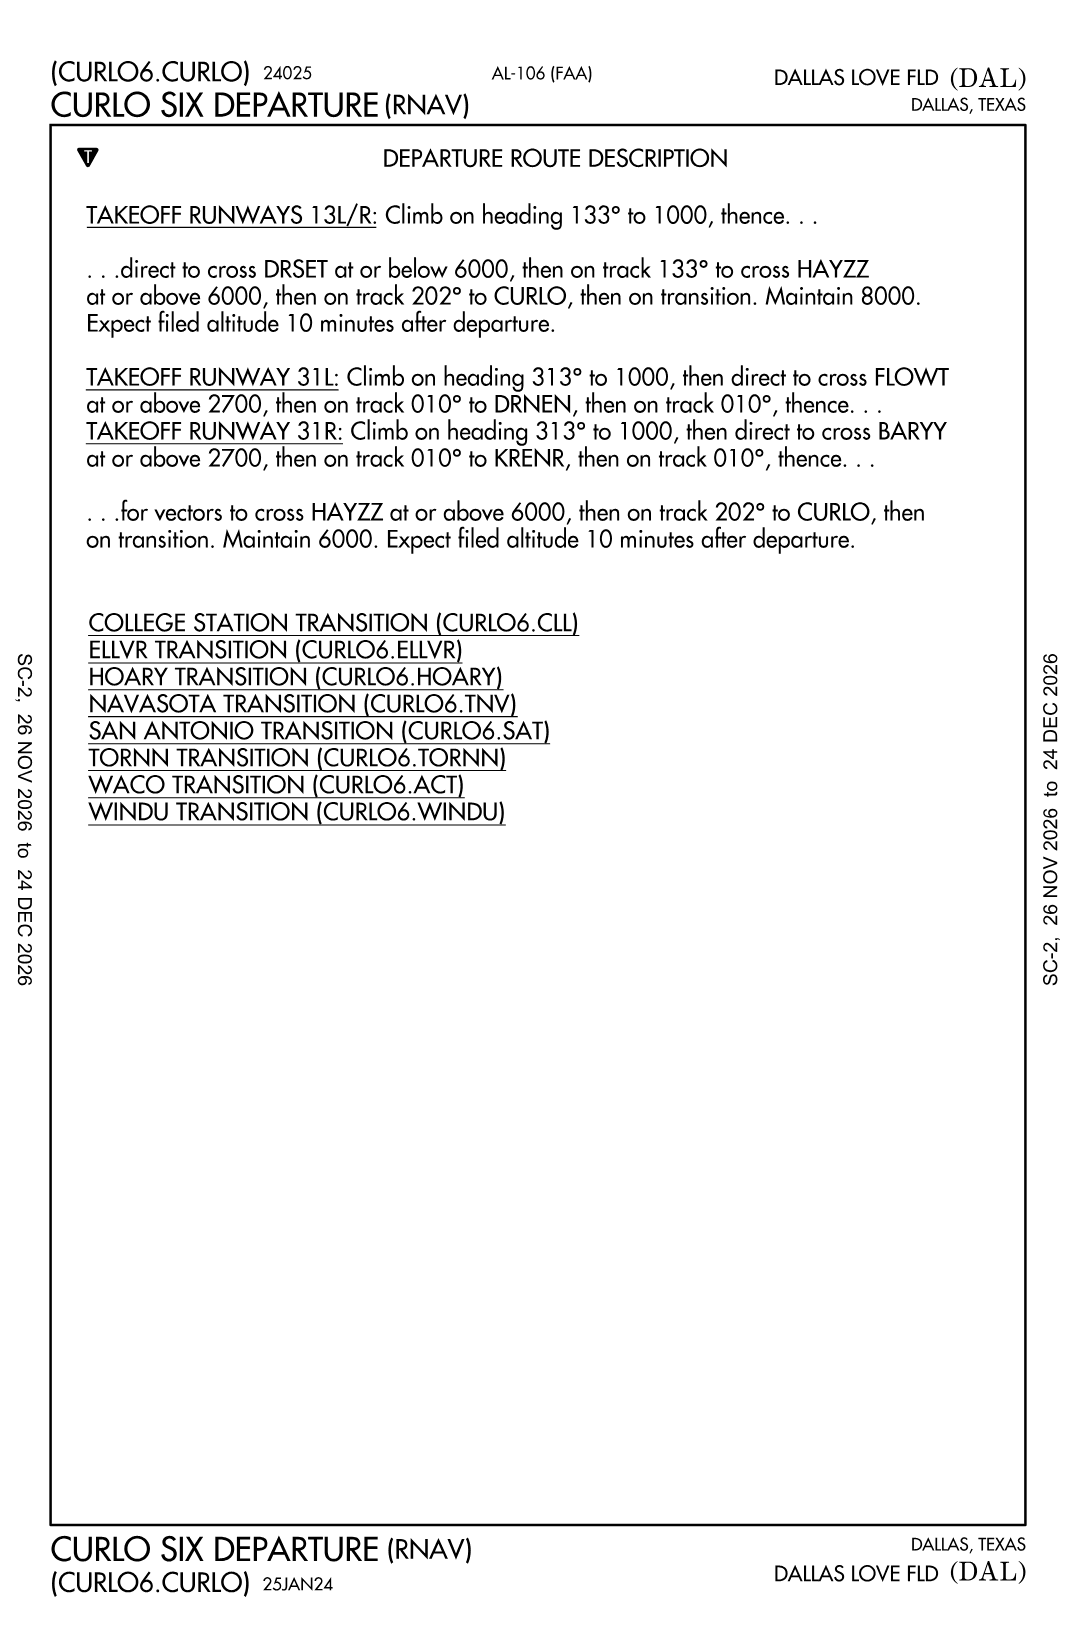 (CURLO6.CURLO) 24025
AL-106 (FAA)
DALLAS LOVE FLD (DAL)
CURLO SIX DEPARTURE (RNAV)
DALLAS, TEXAS
T
DEPARTURE ROUTE DESCRIPTION
TAKEOFF RUNWAYS 13L/R: Climb on heading 133° to 1000, thence. . .
. . .direct to cross DRSET at or below 6000, then on track 133° to cross HAYZZ
at or above 6000, then on track 202° to CURLO, then on transition. Maintain 8000.
Expect filed altitude 10 minutes after departure.
TAKEOFF RUNWAY 31L: Climb on heading 313° to 1000, then direct to cross FLOWT
at or above 2700, then on track 010° to DRNEN, then on track 010°, thence. . .
TAKEOFF RUNWAY 31R: Climb on heading 313° to 1000, then direct to cross BARYY
at or above 2700, then on track 010° to KRENR, then on track 010°, thence. . .
. . .for vectors to cross HAYZZ at or above 6000, then on track 202° to CURLO, then
on transition. Maintain 6000. Expect filed altitude 10 minutes after departure.
COLLEGE STATION TRANSITION (CURLO6.CLL)
ELLVR TRANSITION (CURLO6.ELLVR)
HOARY TRANSITION (CURLO6.HOARY)
NAVASOTA TRANSITION (CURLO6.TNV)
SAN ANTONIO TRANSITION (CURLO6.SAT)
TORNN TRANSITION (CURLO6.TORNN)
WACO TRANSITION (CURLO6.ACT)
WINDU TRANSITION (CURLO6.WINDU)
SC-2, 26 NOV 2026 to 24 DEC 2026
SC-2, 26 NOV 2026 to 24 DEC 2026
CURLO SIX DEPARTURE (RNAV)
DALLAS, TEXAS
(CURLO6.CURLO) 25JAN24
DALLAS LOVE FLD (DAL)